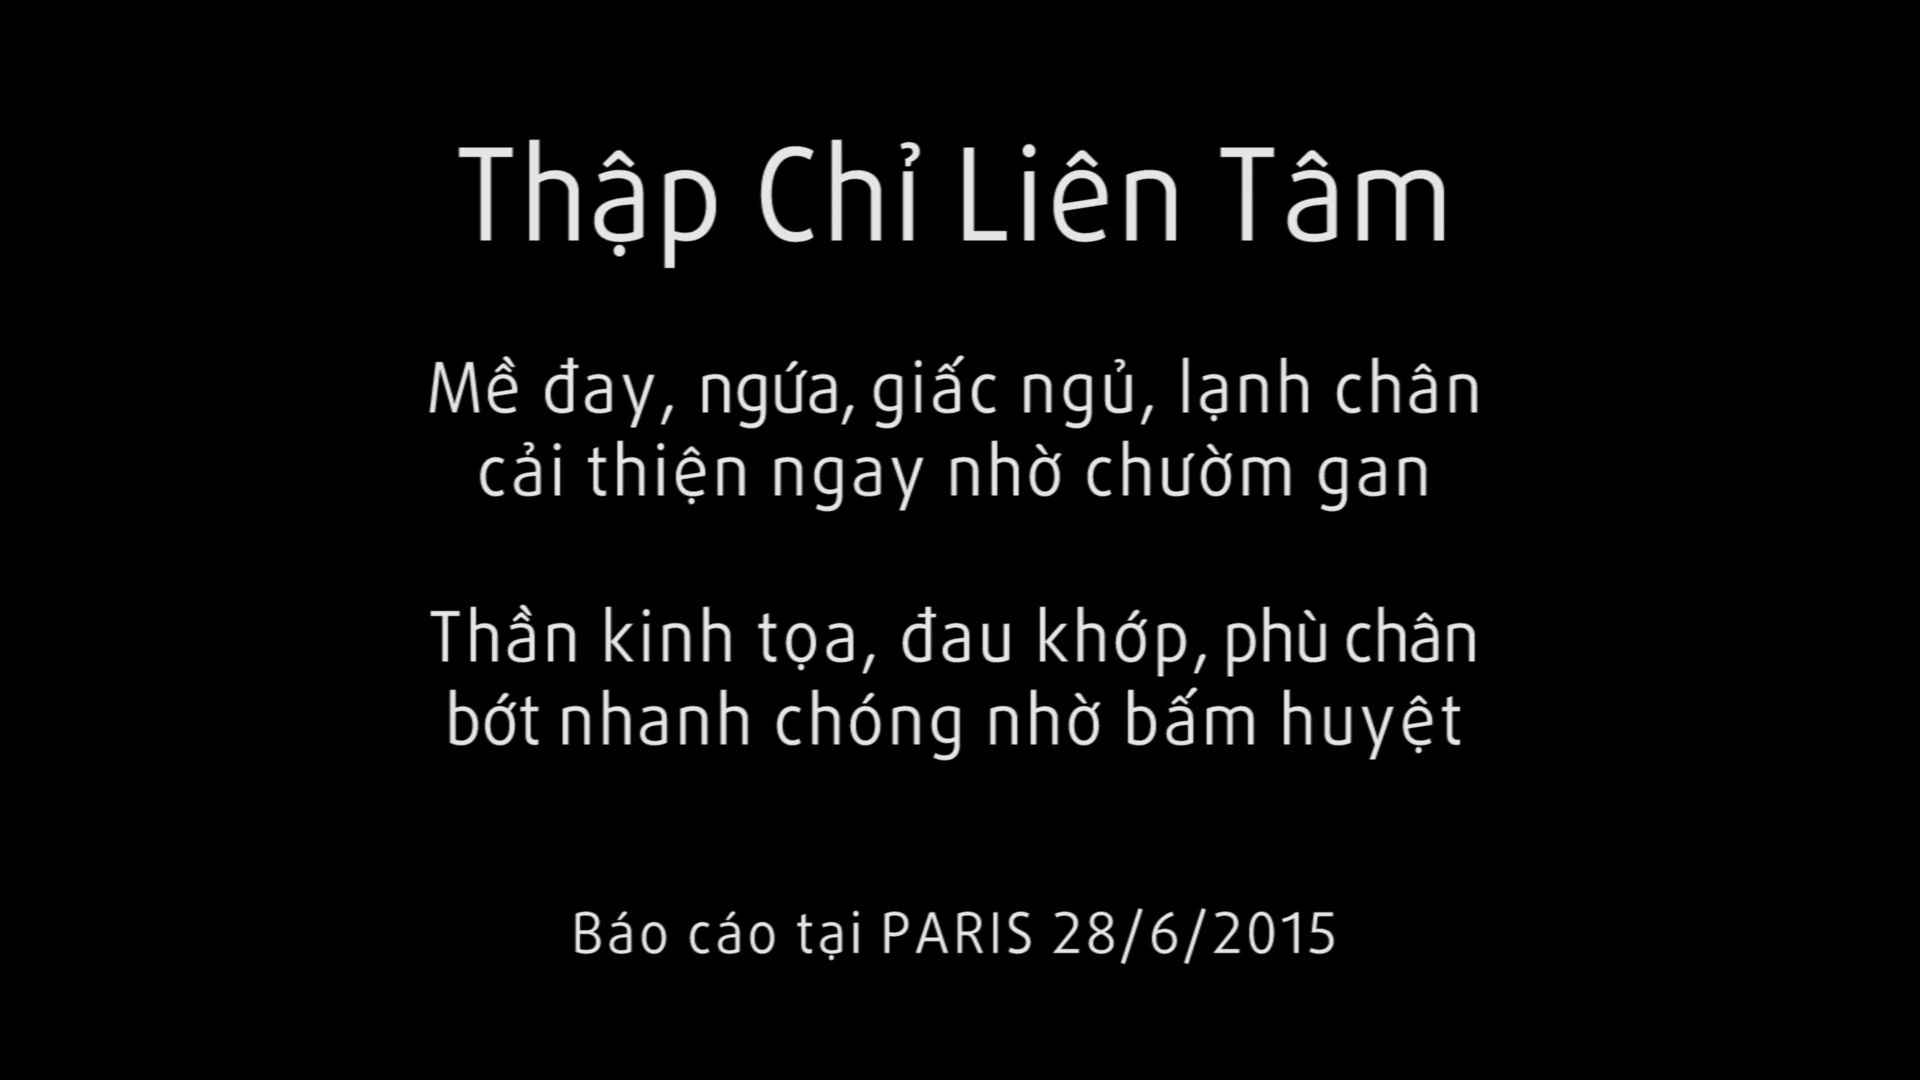 Thập Chỉ Liên Tâm
Mề đay, ngứa, giấc ngủ, lạnh chân
cải thiện ngay nhờ chườm gan
Thần kinh tọa, đau khớp, phù chân
bớt nhanh chóng nhờ bấm huyệt
Báo cáo tại PARIS 28/6/2015